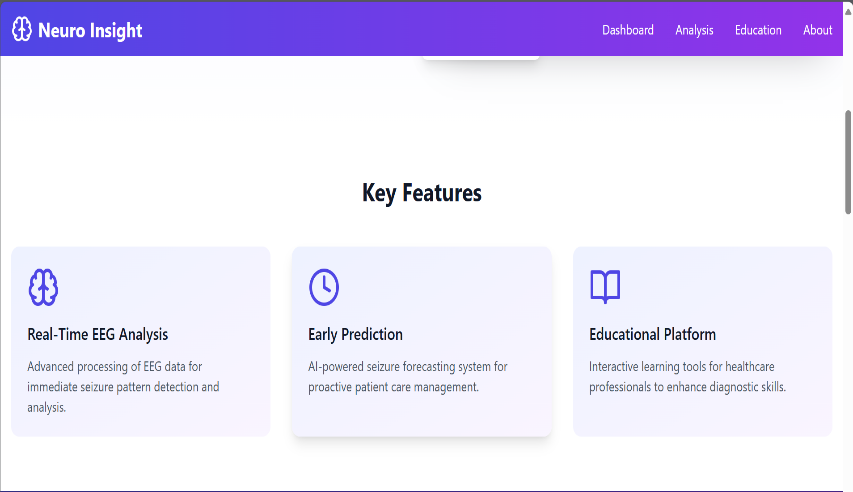 Neuro Insight
Dashboard Analysis Education About
Key Features
Real-Time EEG Analysis
Advanced processing of EEG data for
immediate seizure pattern detection and
analysis.
Early Prediction
AI-powered seizure forecasting system for
proactive patient care management.
Educational Platform
Interactive learning tools for healthcare
professionals to enhance diagnostic skills.